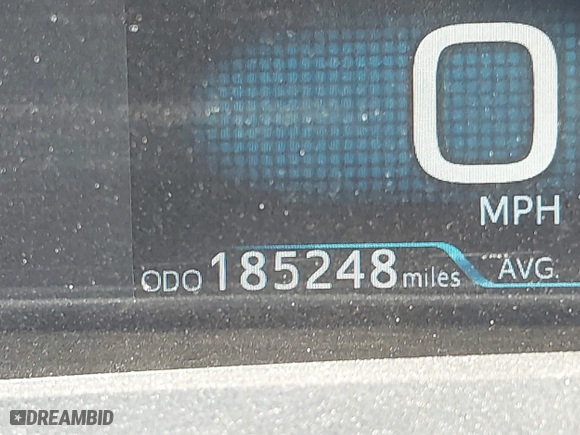 0
MPH
ODO 185248 miles
AVG.
DREAMBID